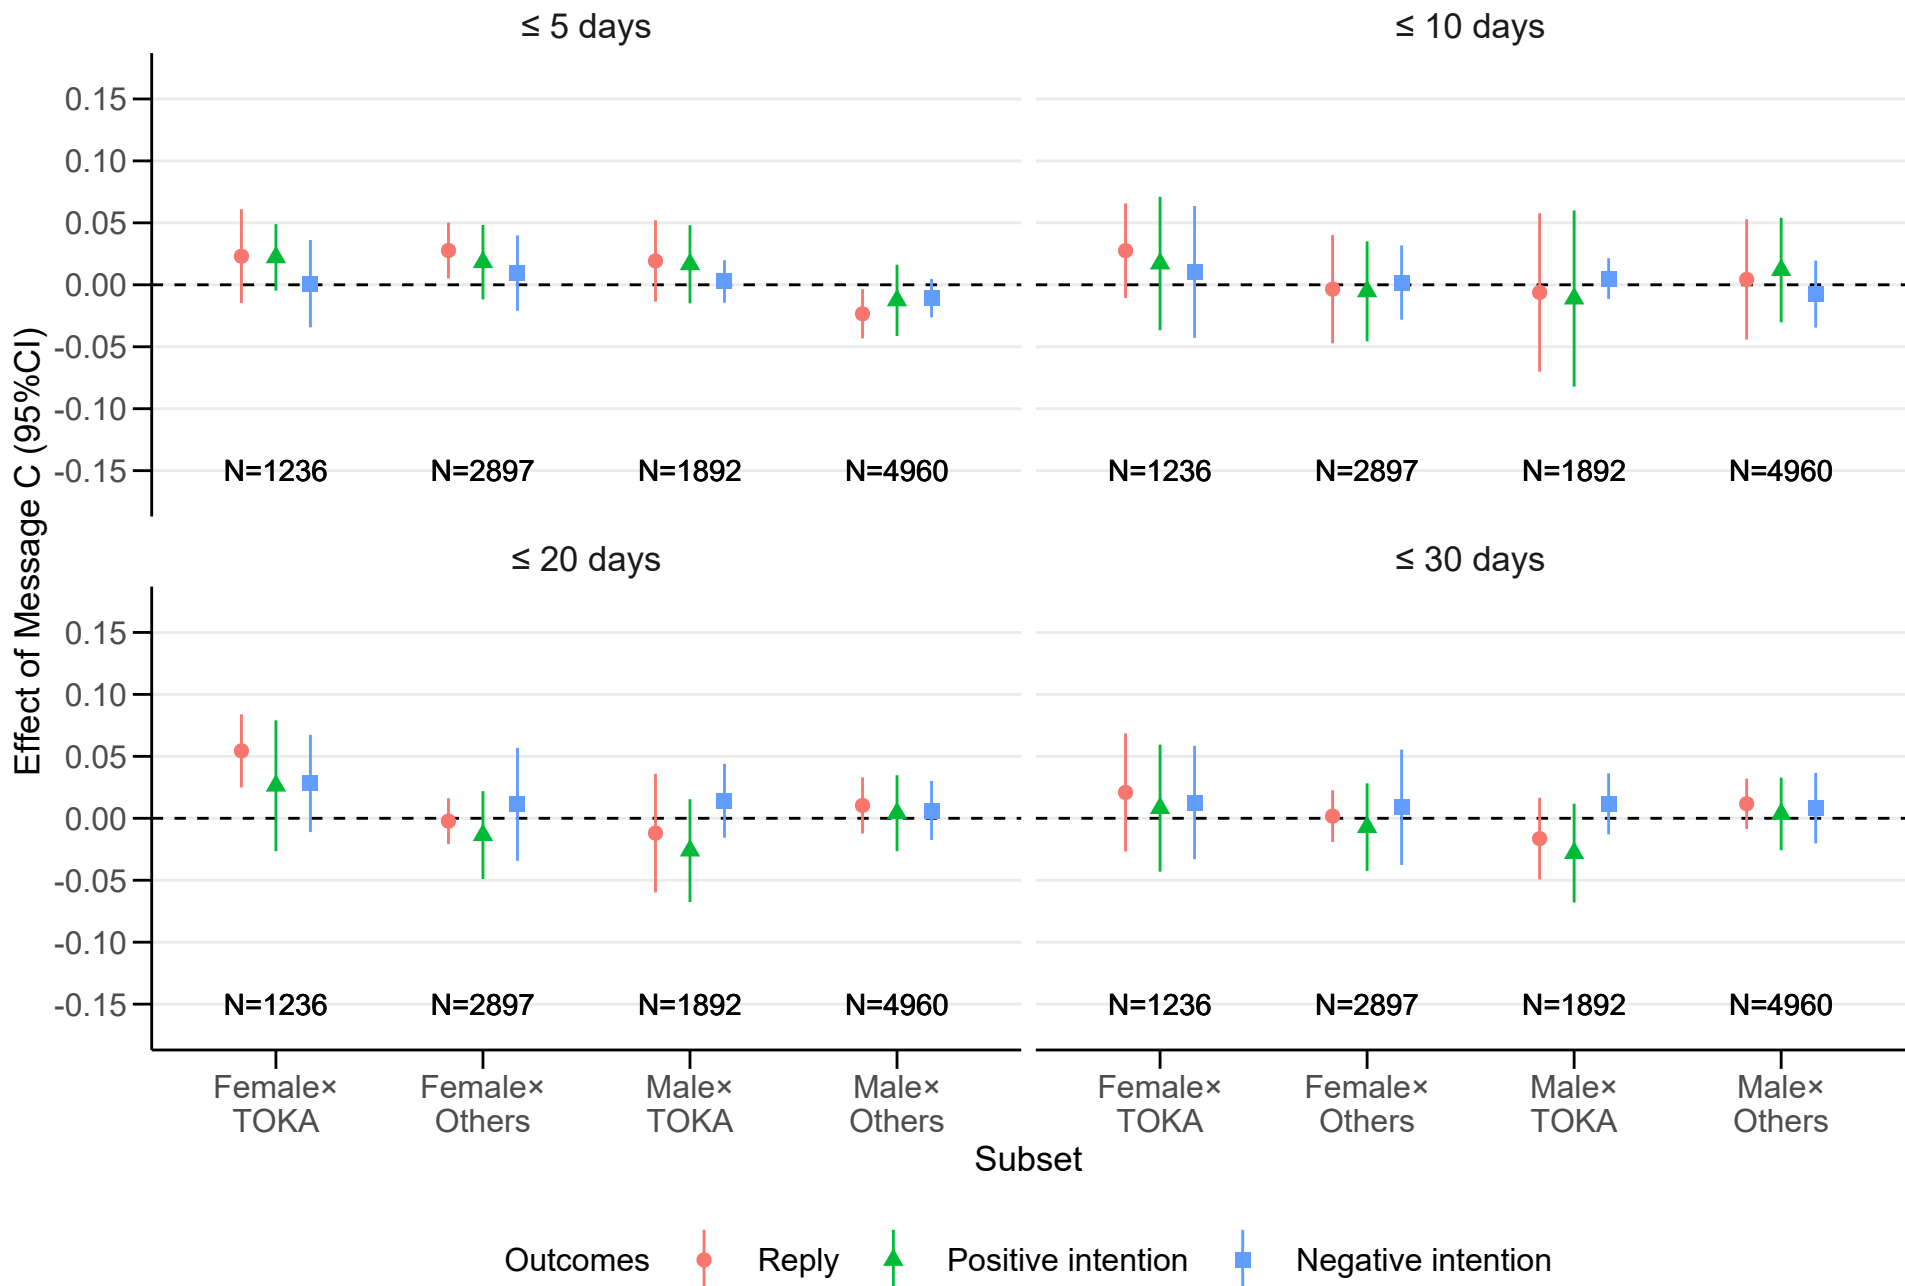 ≤ 5 days
≤ 10 days
Effect of Message C (95%CI)
0.15
0.10
0.05
0.00
-0.05
-0.10
-0.15
N=1236 N=2897 N=1892 N=4960
N=1236 N=2897 N=1892 N=4960
≤ 20 days
≤ 30 days
0.15
0.10
0.05
0.00
-0.05
-0.10
-0.15
N=1236 N=2897 N=1892 N=4960
N=1236 N=2897 N=1892 N=4960
Female× Female× Male× Male× Female× Female× Male× Male×
TOKA Others TOKA Others TOKA Others TOKA Others
Subset
Outcomes Reply Positive intention Negative intention